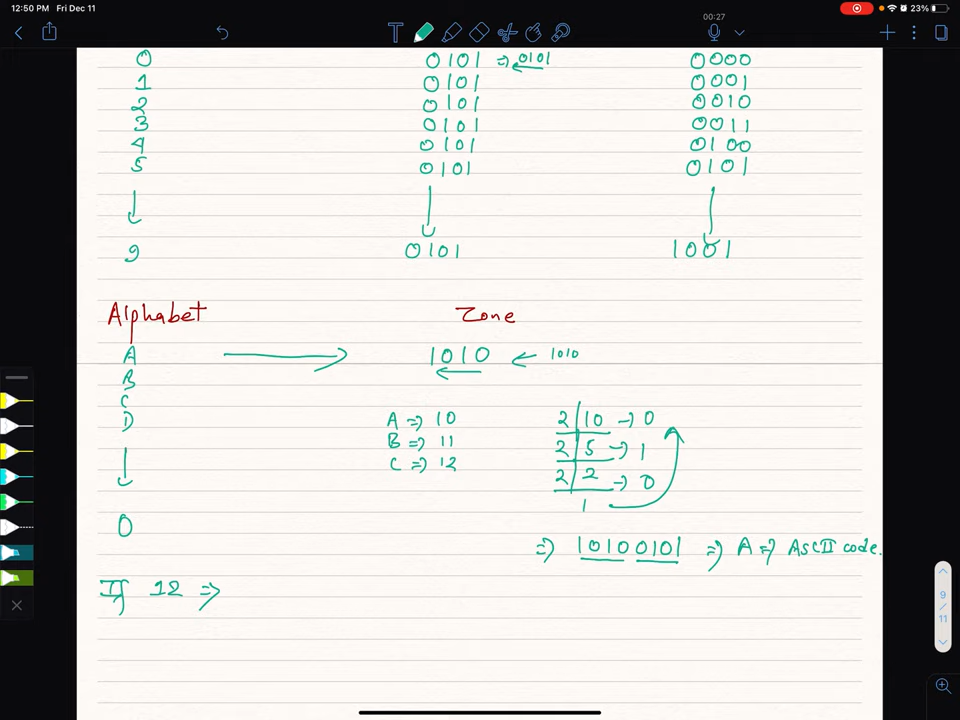 12:50 PM Fri Dec 11
23%
00:27
T
0 0101 ⇒ 0101 0000
1 0101 0001
2 0101 0010
3 0101 0011
4 0101 0100
5 0101 0101
9 0101 1001
Alphabet Zone
A 1010 ← 1010
B
C
D
A ⇒ 10 2 10 → 0
B ⇒ 11 2 5 → 1
C ⇒ 12 2 2 → 0
1
O
⇒ 10100101 ⇒ A ⇒ ASCII code.
If 12 ⇒
9
/
11